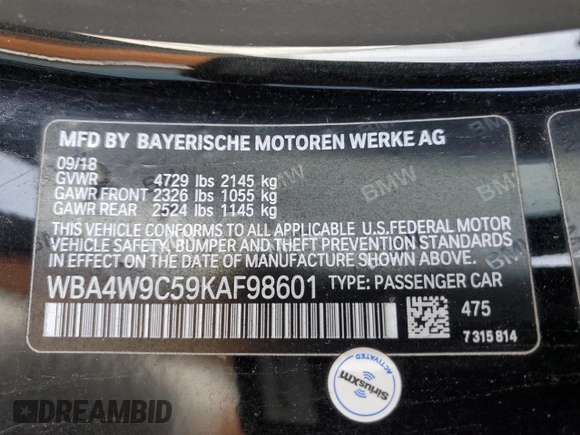 MFD BY BAYERISCHE MOTOREN WERKE AG
09/18
GVWR 4729 lbs 2145 kg
GAWR FRONT 2326 lbs 1055 kg
GAWR REAR 2524 lbs 1145 kg
THIS VEHICLE CONFORMS TO ALL APPLICABLE U.S.FEDERAL MOTOR
VEHICLE SAFETY, BUMPER AND THEFT PREVENTION STANDARDS
IN EFFECT ON THE DATE OF MANUFACTURE SHOWN ABOVE.
WBA4W9C59KAF98601 TYPE: PASSENGER CAR
475
7315814
BMW
BMW
ACTIVATED
SiriusXM
DREAMBID